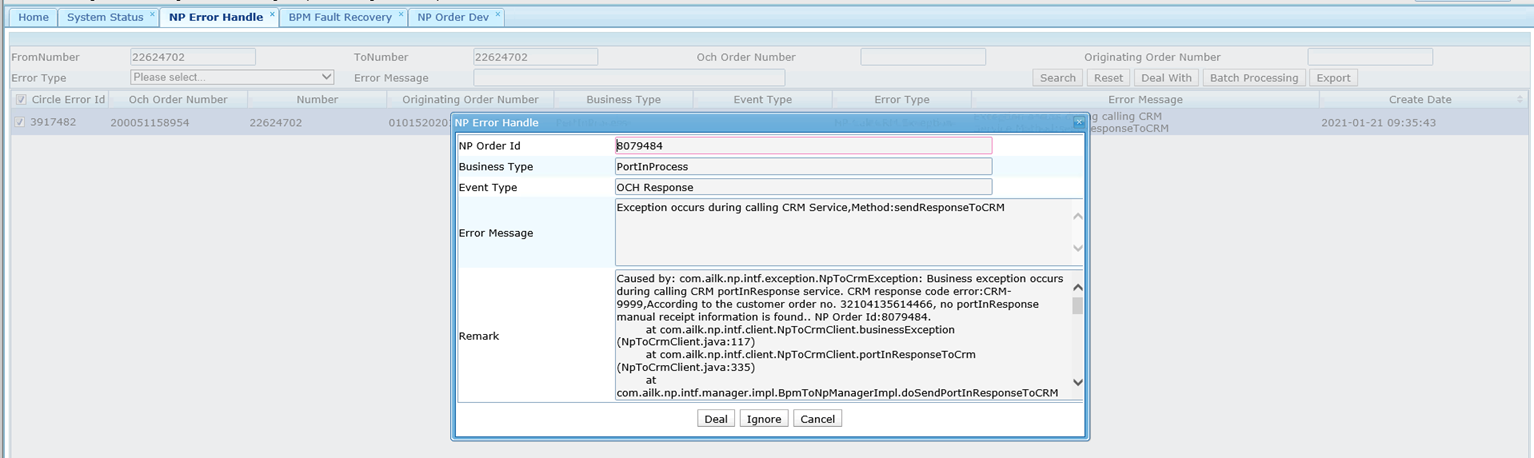 Home
System Status
NP Error Handle
BPM Fault Recovery
NP Order Dev
FromNumber 22624702 ToNumber 22624702 Och Order Number Originating Order Number
Error Type Please select... Error Message Search Reset Deal With Batch Processing Export
Circle Error Id Och Order Number Number Originating Order Number Business Type Event Type Error Type Error Message Create Date
3917482 200051158954 22624702 010152020 g calling CRM 2021-01-21 09:35:43
esponseToCRM
NP Error Handle
NP Order Id 8079484
Business Type PortInProcess
Event Type OCH Response
Error Message Exception occurs during calling CRM Service,Method:sendResponseToCRM
Remark
Caused by: com.ailk.np.intf.exception.NpToCrmException: Business exception occurs
during calling CRM portInResponse service. CRM response code error:CRM-
9999,According to the customer order no. 32104135614466, no portInResponse
manual receipt information is found.. NP Order Id:8079484.
at com.ailk.np.intf.client.NpToCrmClient.businessException
(NpToCrmClient.java:117)
at com.ailk.np.intf.client.NpToCrmClient.portInResponseToCrm
(NpToCrmClient.java:335)
at
com.ailk.np.intf.manager.impl.BpmToNpManagerImpl.doSendPortInResponseToCRM
Deal Ignore Cancel